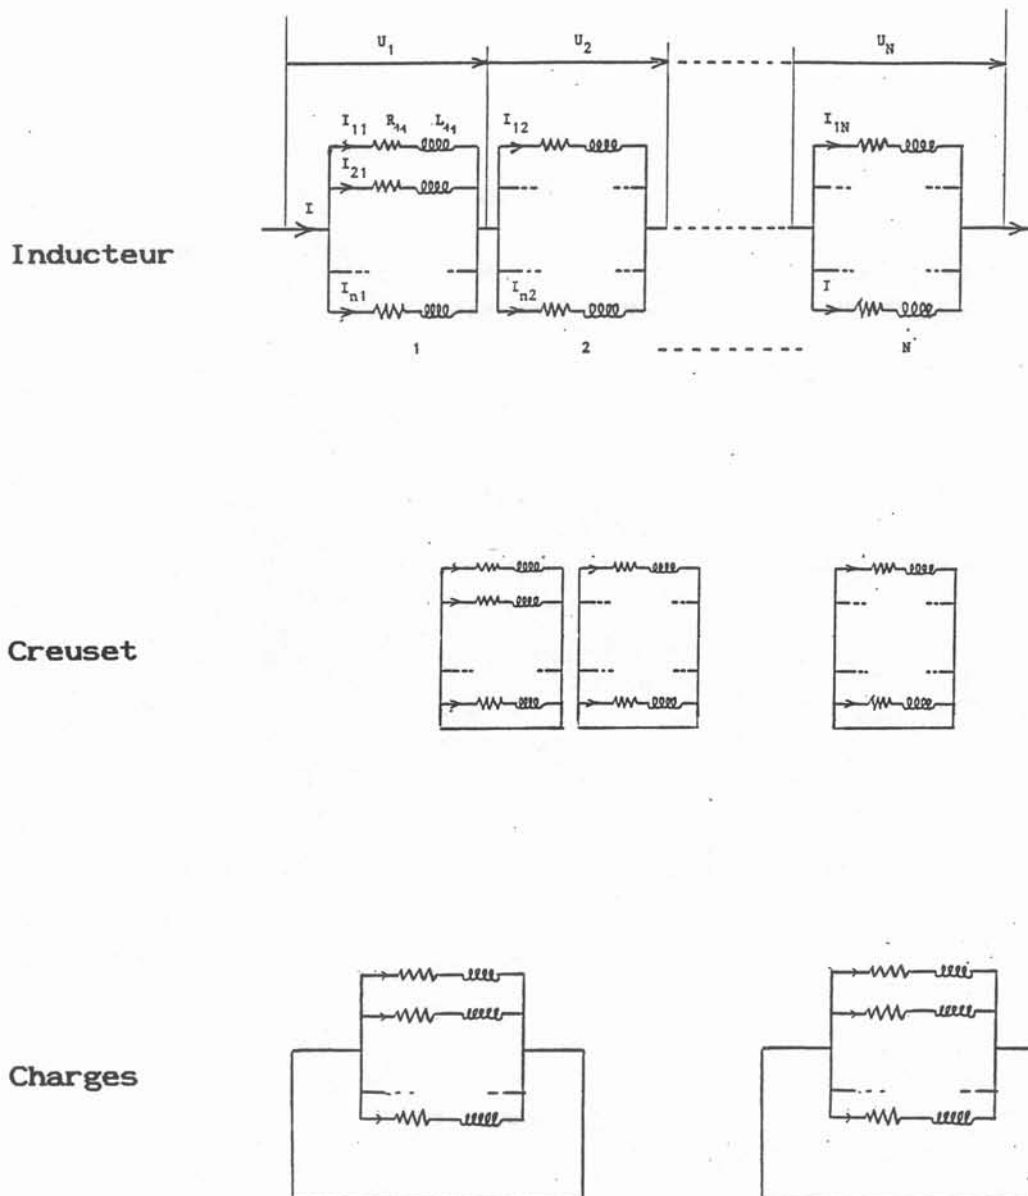 U1 U2 UN
I11 R11 L11 I12 I1N
I21
I
Inducteur
In1 In2 I
1 2 N
Creuset
Charges